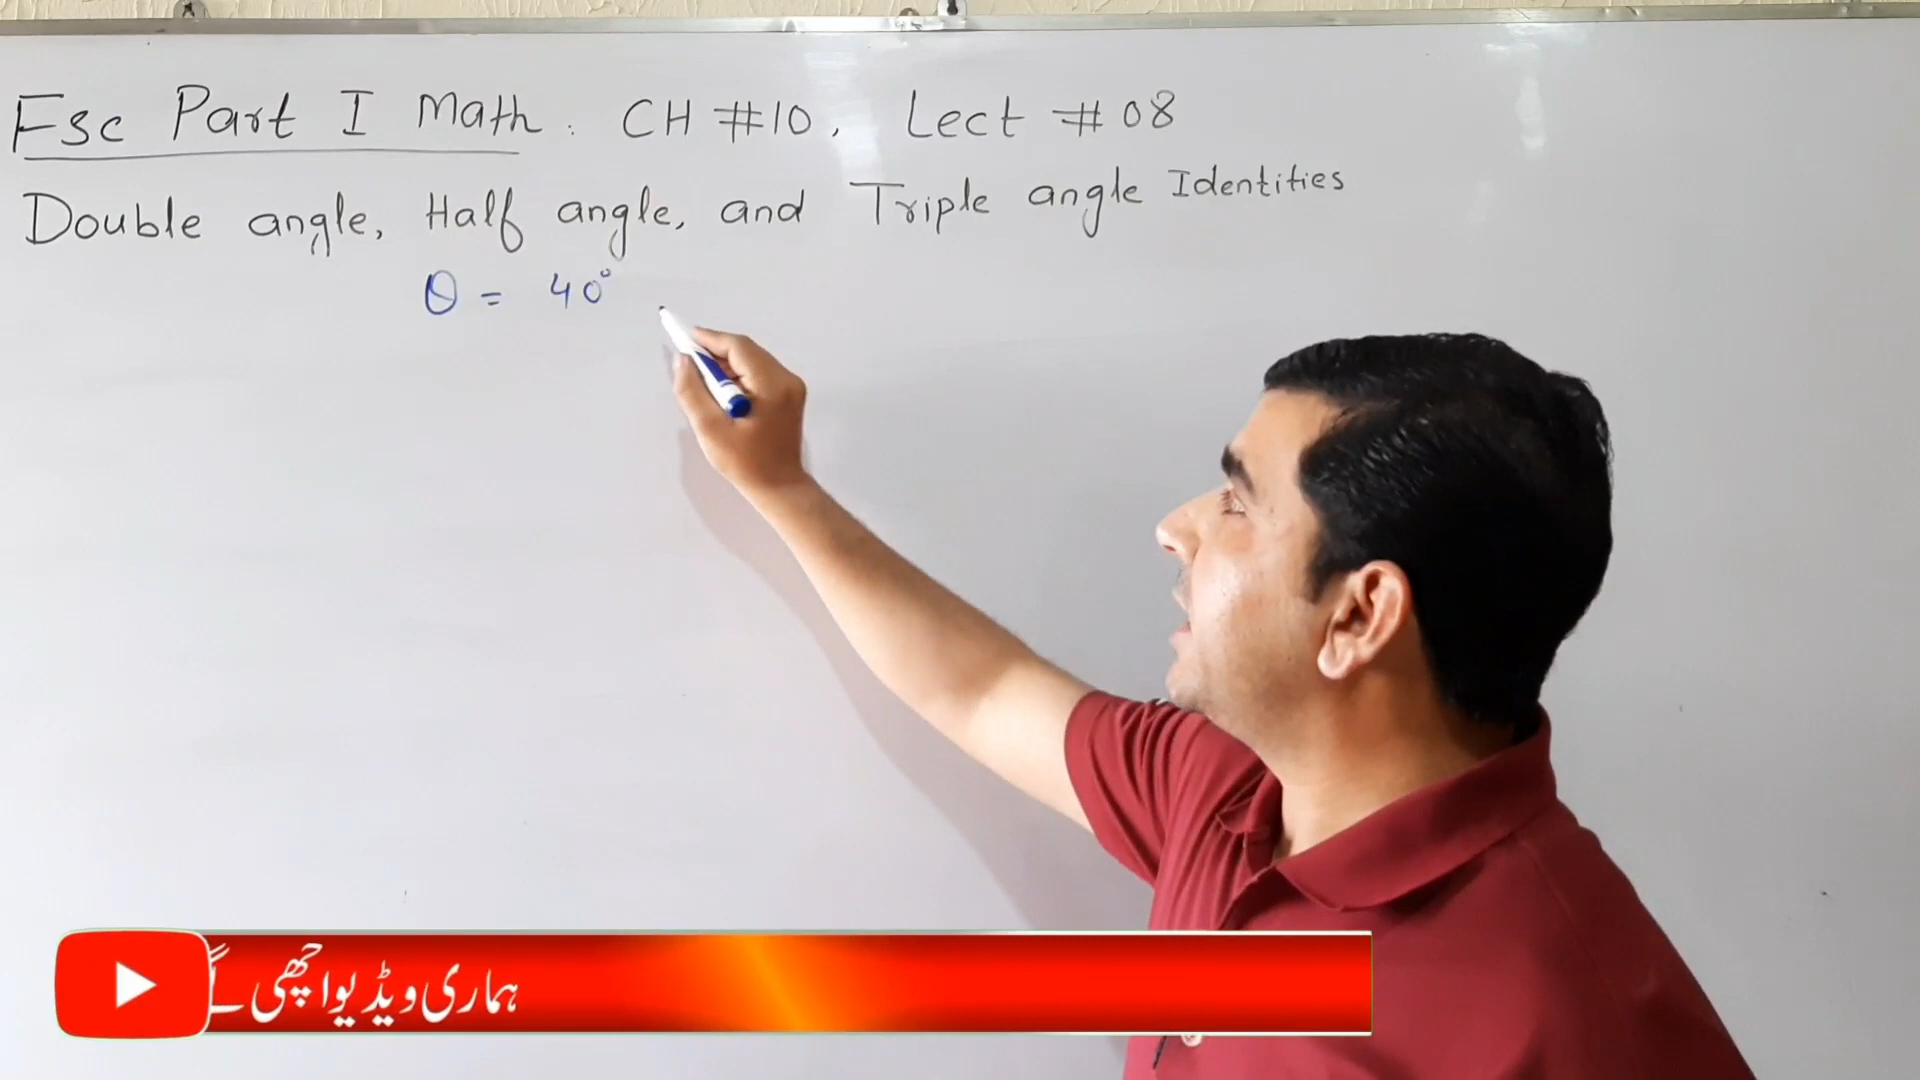 Fsc Part I Math. CH #10, Lect #08
Double angle, Half angle, and Triple angle Identities
θ = 40°
ہماری ویڈیو اچھی لگے